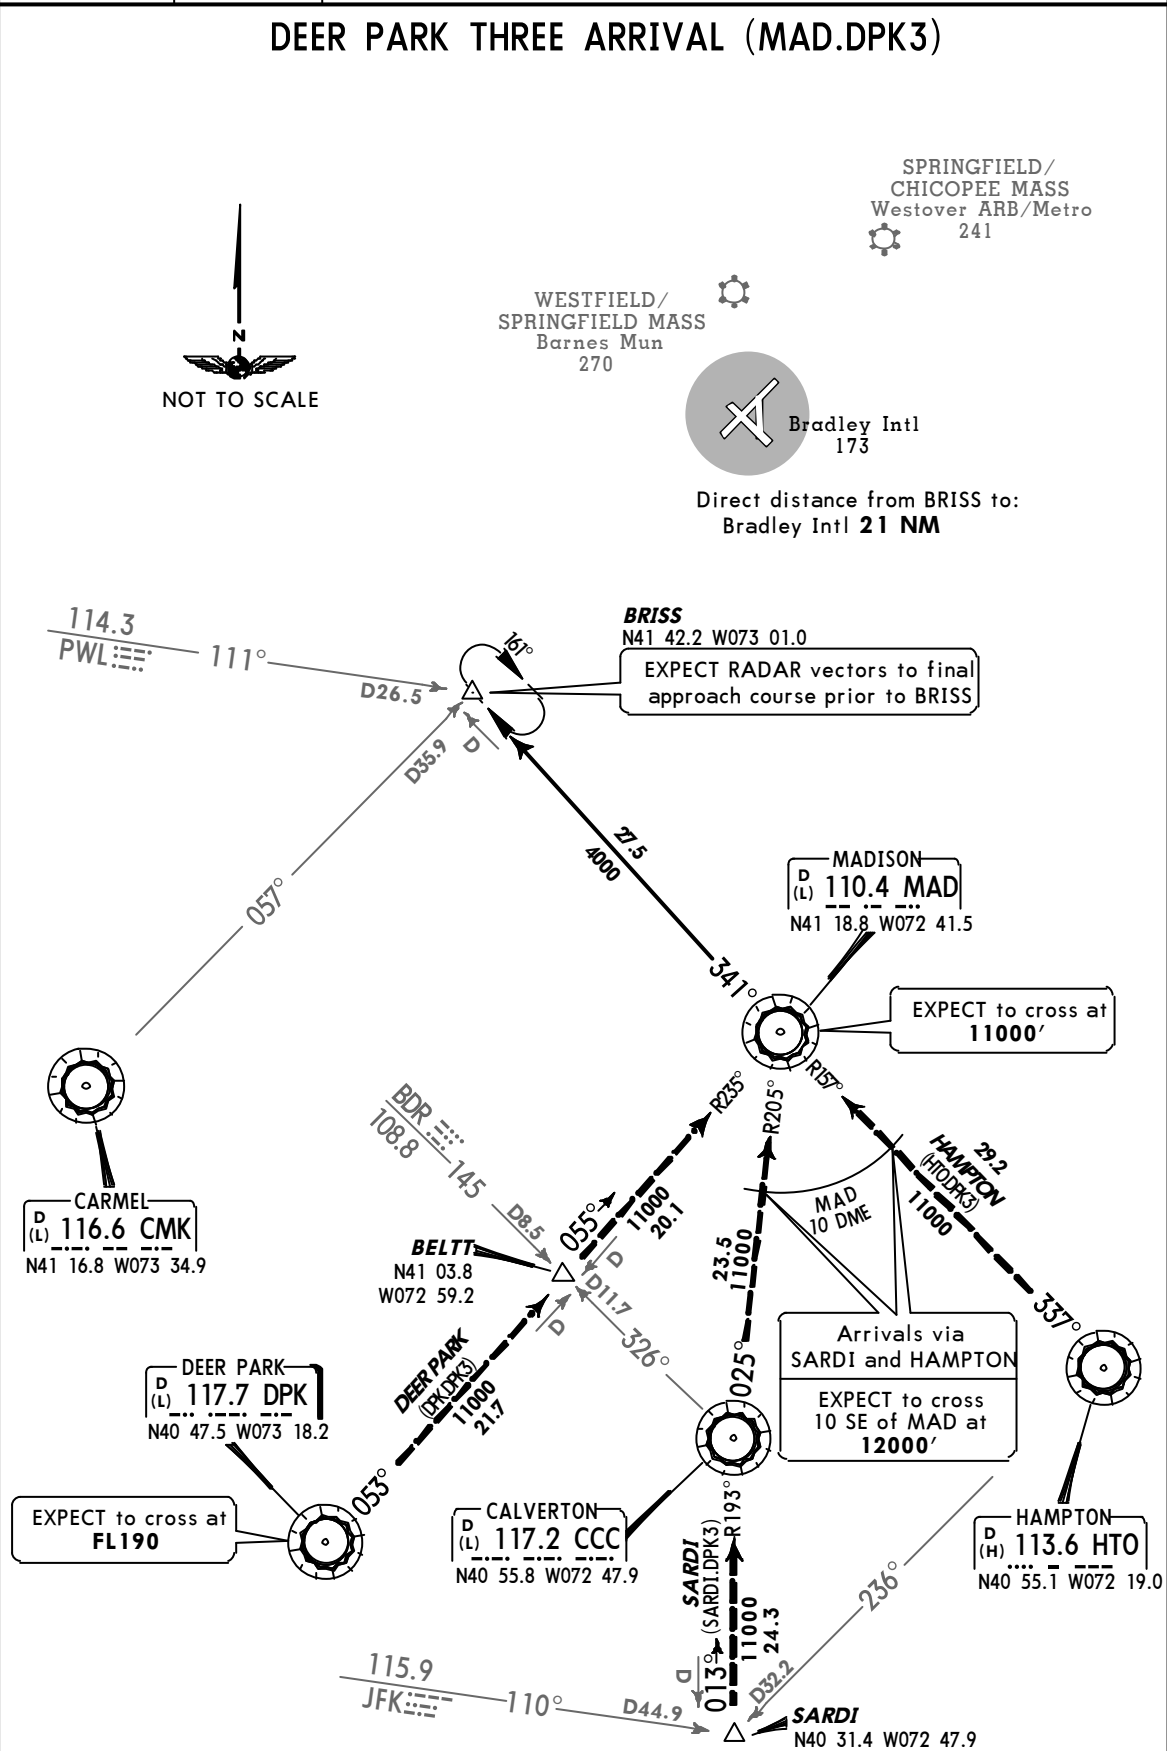 DEER PARK THREE ARRIVAL (MAD.DPK3)
SPRINGFIELD/
CHICOPEE MASS
Westover ARB/Metro
241
WESTFIELD/
SPRINGFIELD MASS
Barnes Mun
270
N
NOT TO SCALE
Bradley Intl
173
Direct distance from BRISS to:
Bradley Intl 21 NM
114.3
PWL
111°
D26.5
161°
BRISS
N41 42.2 W073 01.0
EXPECT RADAR vectors to final
approach course prior to BRISS
D35.9
D
057°
27.5
4000
341°
MADISON
D
(L) 110.4 MAD
N41 18.8 W072 41.5
EXPECT to cross at
11000'
CARMEL
D
(L) 116.6 CMK
N41 16.8 W073 34.9
BDR
108.8
145
D8.5
R235°
R205°
R157°
055°
11000
20.1
BELTT
N41 03.8
W072 59.2
D
D
D11.7
326°
MAD
10 DME
29.2
HAMPTON
(HTO.DPK3)
11000
337°
23.5
11000
025°
Arrivals via
SARDI and HAMPTON
EXPECT to cross
10 SE of MAD at
12000'
DEER PARK
D
(L) 117.7 DPK
N40 47.5 W073 18.2
DEER PARK
(DPK.DPK3)
11000
21.7
053°
EXPECT to cross at
FL190
CALVERTON
D
(L) 117.2 CCC
N40 55.8 W072 47.9
HAMPTON
D
(H) 113.6 HTO
N40 55.1 W072 19.0
R193°
SARDI
(SARDI.DPK3)
11000
24.3
013°
D
236°
D32.2
115.9
JFK
110°
D44.9
SARDI
N40 31.4 W072 47.9